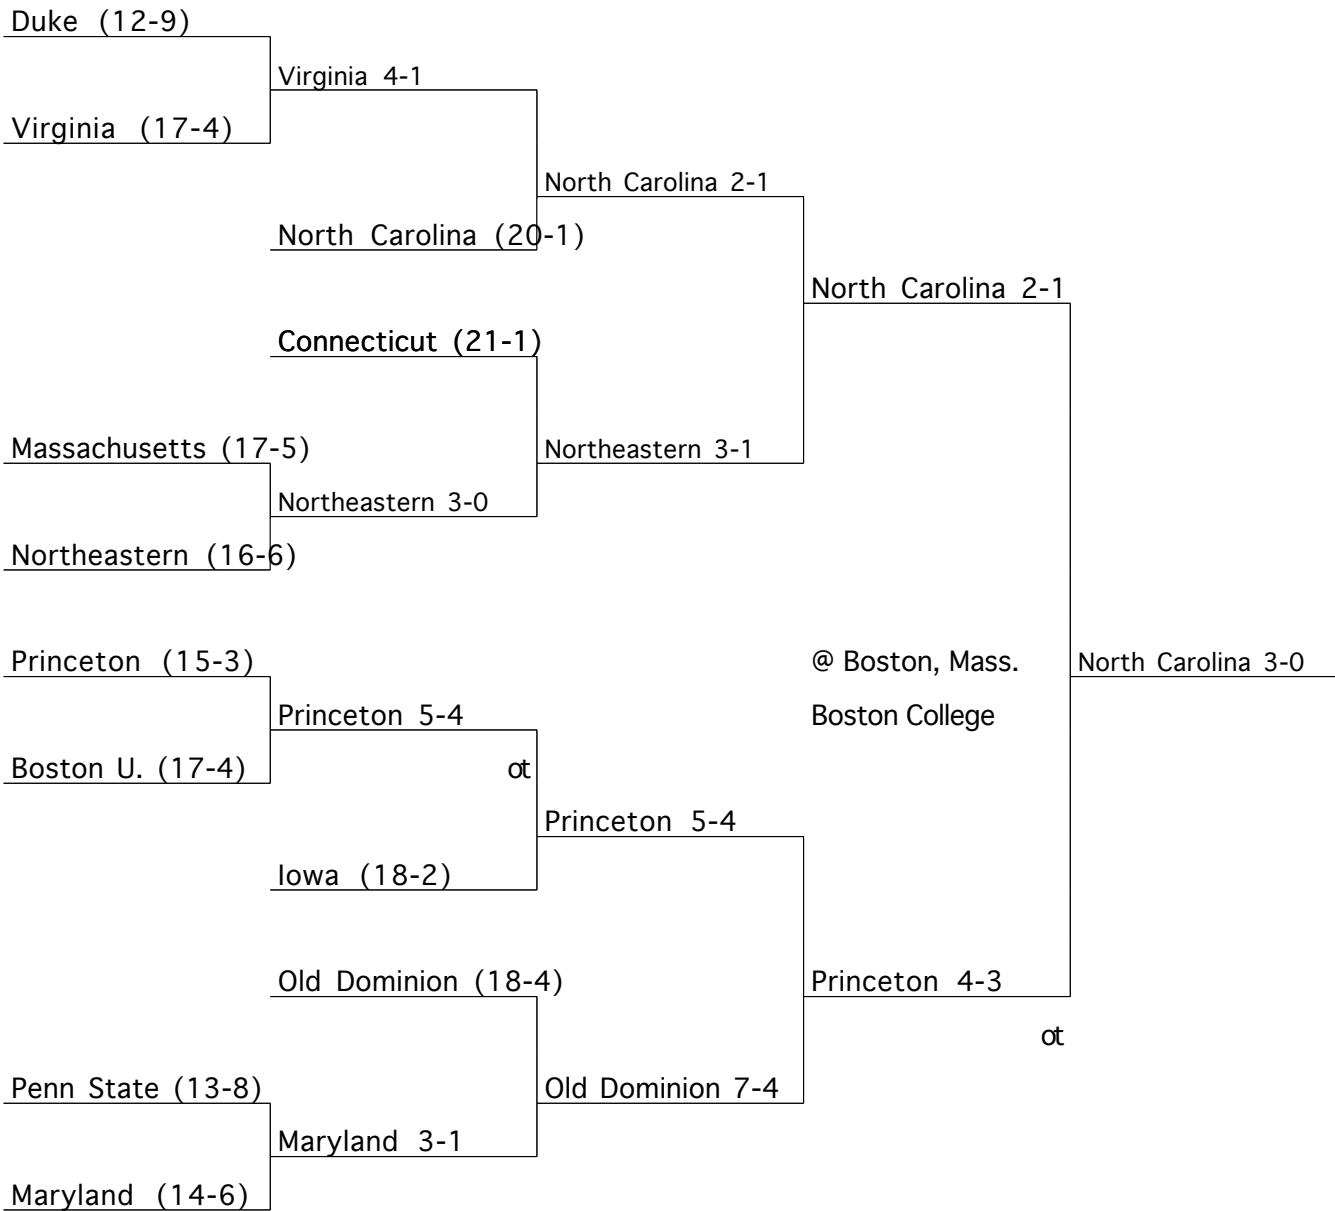 Duke (12-9)
Virginia 4-1
Virginia (17-4)
North Carolina 2-1
North Carolina (20-1)
North Carolina 2-1
Connecticut (21-1)
Massachusetts (17-5)
Northeastern 3-1
Northeastern 3-0
Northeastern (16-6)
Princeton (15-3)
@ Boston, Mass.
North Carolina 3-0
Princeton 5-4
Boston College
Boston U. (17-4)
ot
Princeton 5-4
Iowa (18-2)
Old Dominion (18-4)
Princeton 4-3
ot
Penn State (13-8)
Old Dominion 7-4
Maryland 3-1
Maryland (14-6)